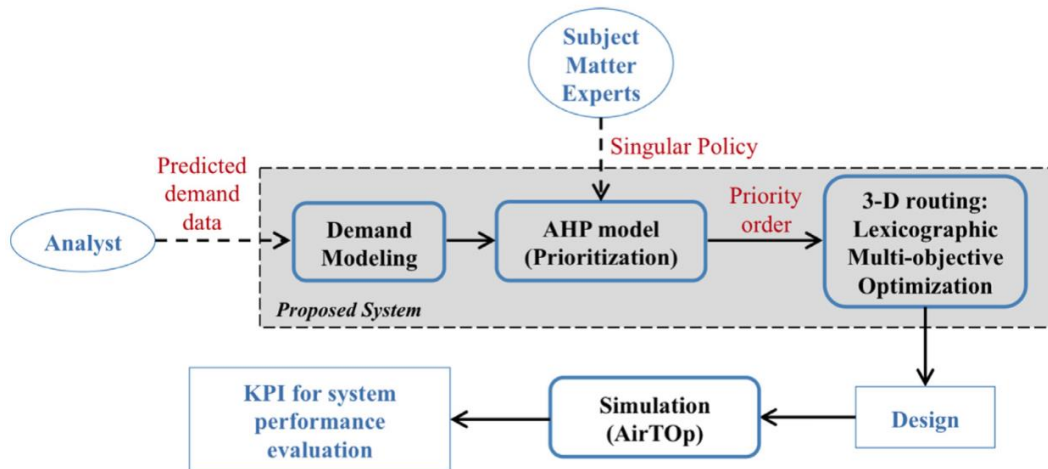 Subject
Matter
Experts
Singular Policy
Predicted
demand
data
Analyst
Demand
Modeling
AHP model
(Prioritization)
Priority
order
3-D routing:
Lexicographic
Multi-objective
Optimization
Proposed System
KPI for system
performance
evaluation
Simulation
(AirTOp)
Design